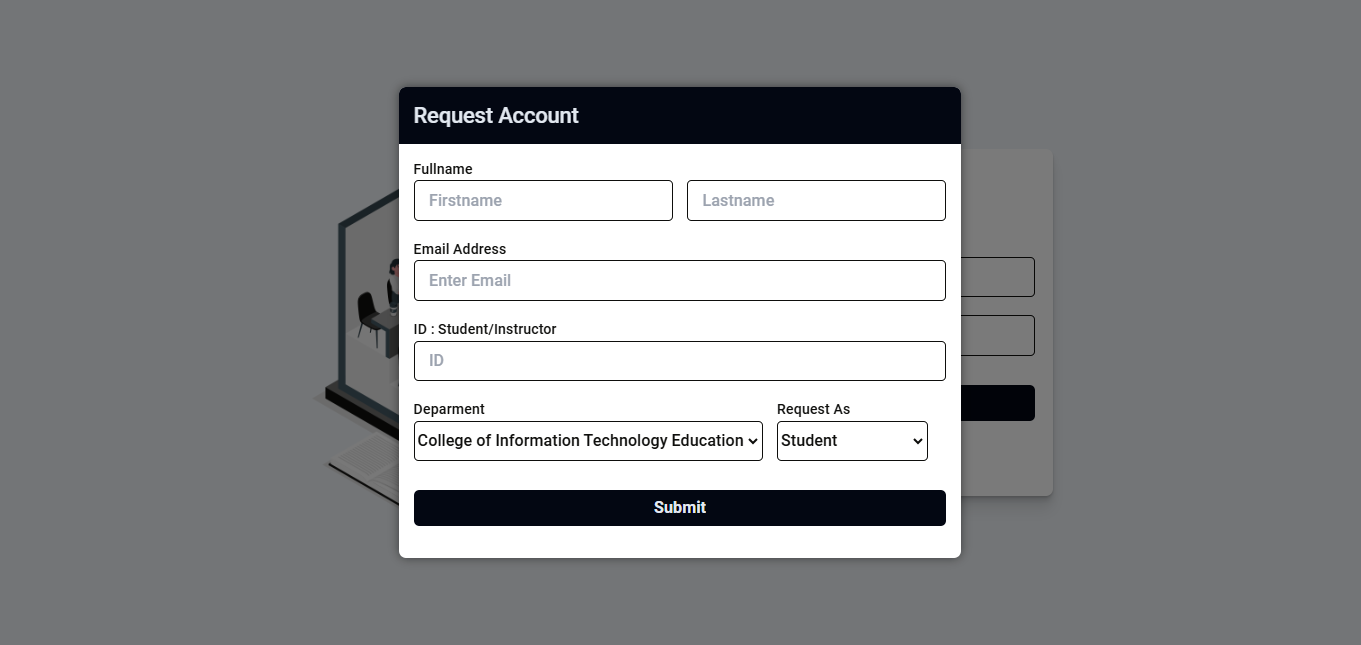 Request Account
Fullname
Firstname Lastname
Email Address
Enter Email
ID : Student/Instructor
ID
Deparment Request As
College of Information Technology Education Student
Submit